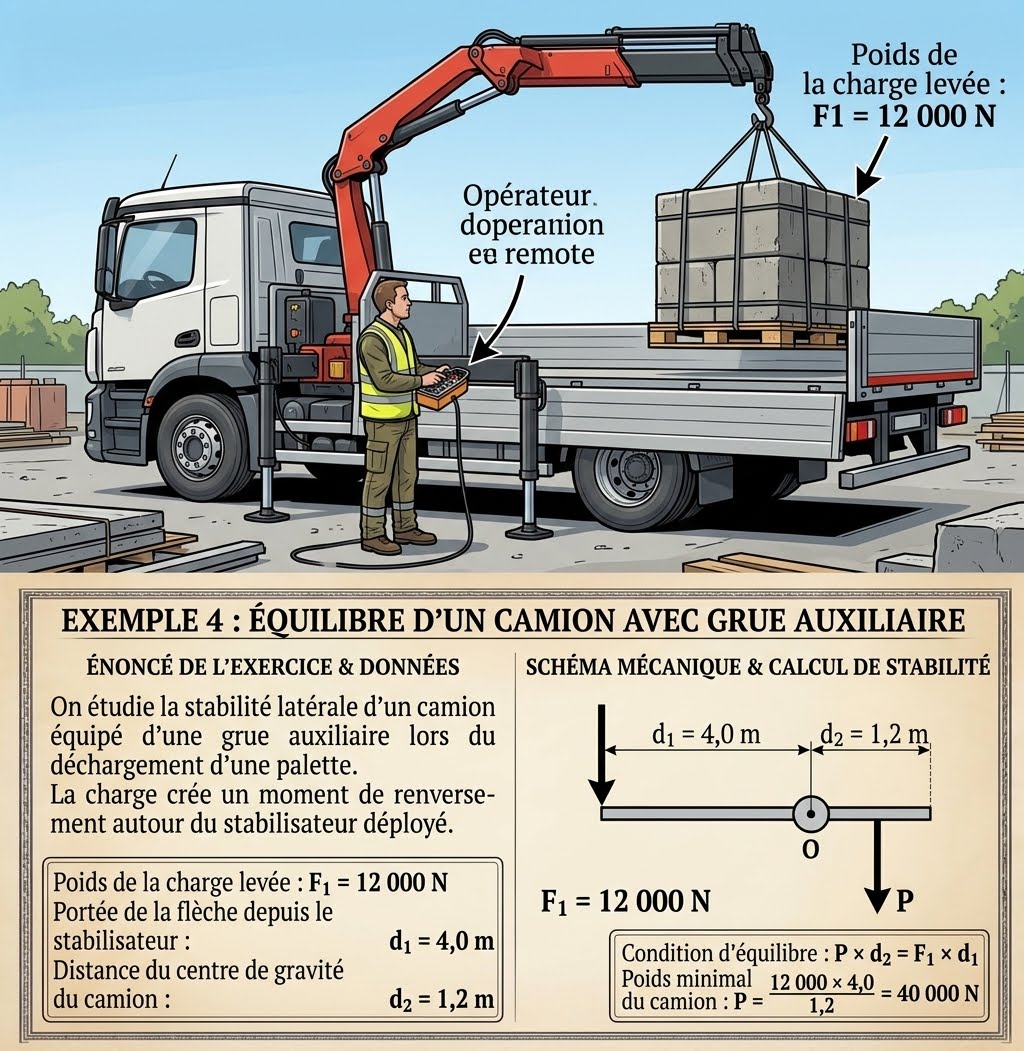 Poids de
la charge levée :
F1 = 12 000 N
Opérateur.
en remote
EXEMPLE 4 : ÉQUILIBRE D'UN CAMION AVEC GRUE AUXILIAIRE
ÉNONCÉ DE L'EXERCICE & DONNÉES
On étudie la stabilité latérale d'un camion
équipé d'une grue auxiliaire lors du
déchargement d'une palette.
La charge crée un moment de renverse-
ment autour du stabilisateur déployé.
Poids de la charge levée : F₁ = 12 000 N
Portée de la flèche depuis le
stabilisateur : d₁ = 4,0 m
Distance du centre de gravité
du camion : d₂ = 1,2 m
SCHÉMA MÉCANIQUE & CALCUL DE STABILITÉ
d₁ = 4,0 m d₂ = 1,2 m
O
F₁ = 12 000 N
P
Condition d'équilibre : P × d₂ = F₁ × d₁
Poids minimal
du camion : P = 12 000 × 4,0 / 1,2 = 40 000 N